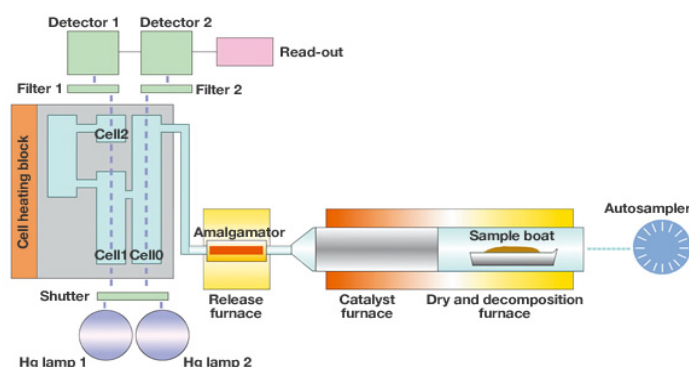 Detector 1
Detector 2
Read-out
Filter 1
Filter 2
Cell heating block
Cell2
Cell1
Cell0
Amalgamator
Sample boat
Autosampler
Shutter
Release
furnace
Catalyst
furnace
Dry and decomposition
furnace
Hg lamp 1
Hg lamp 2